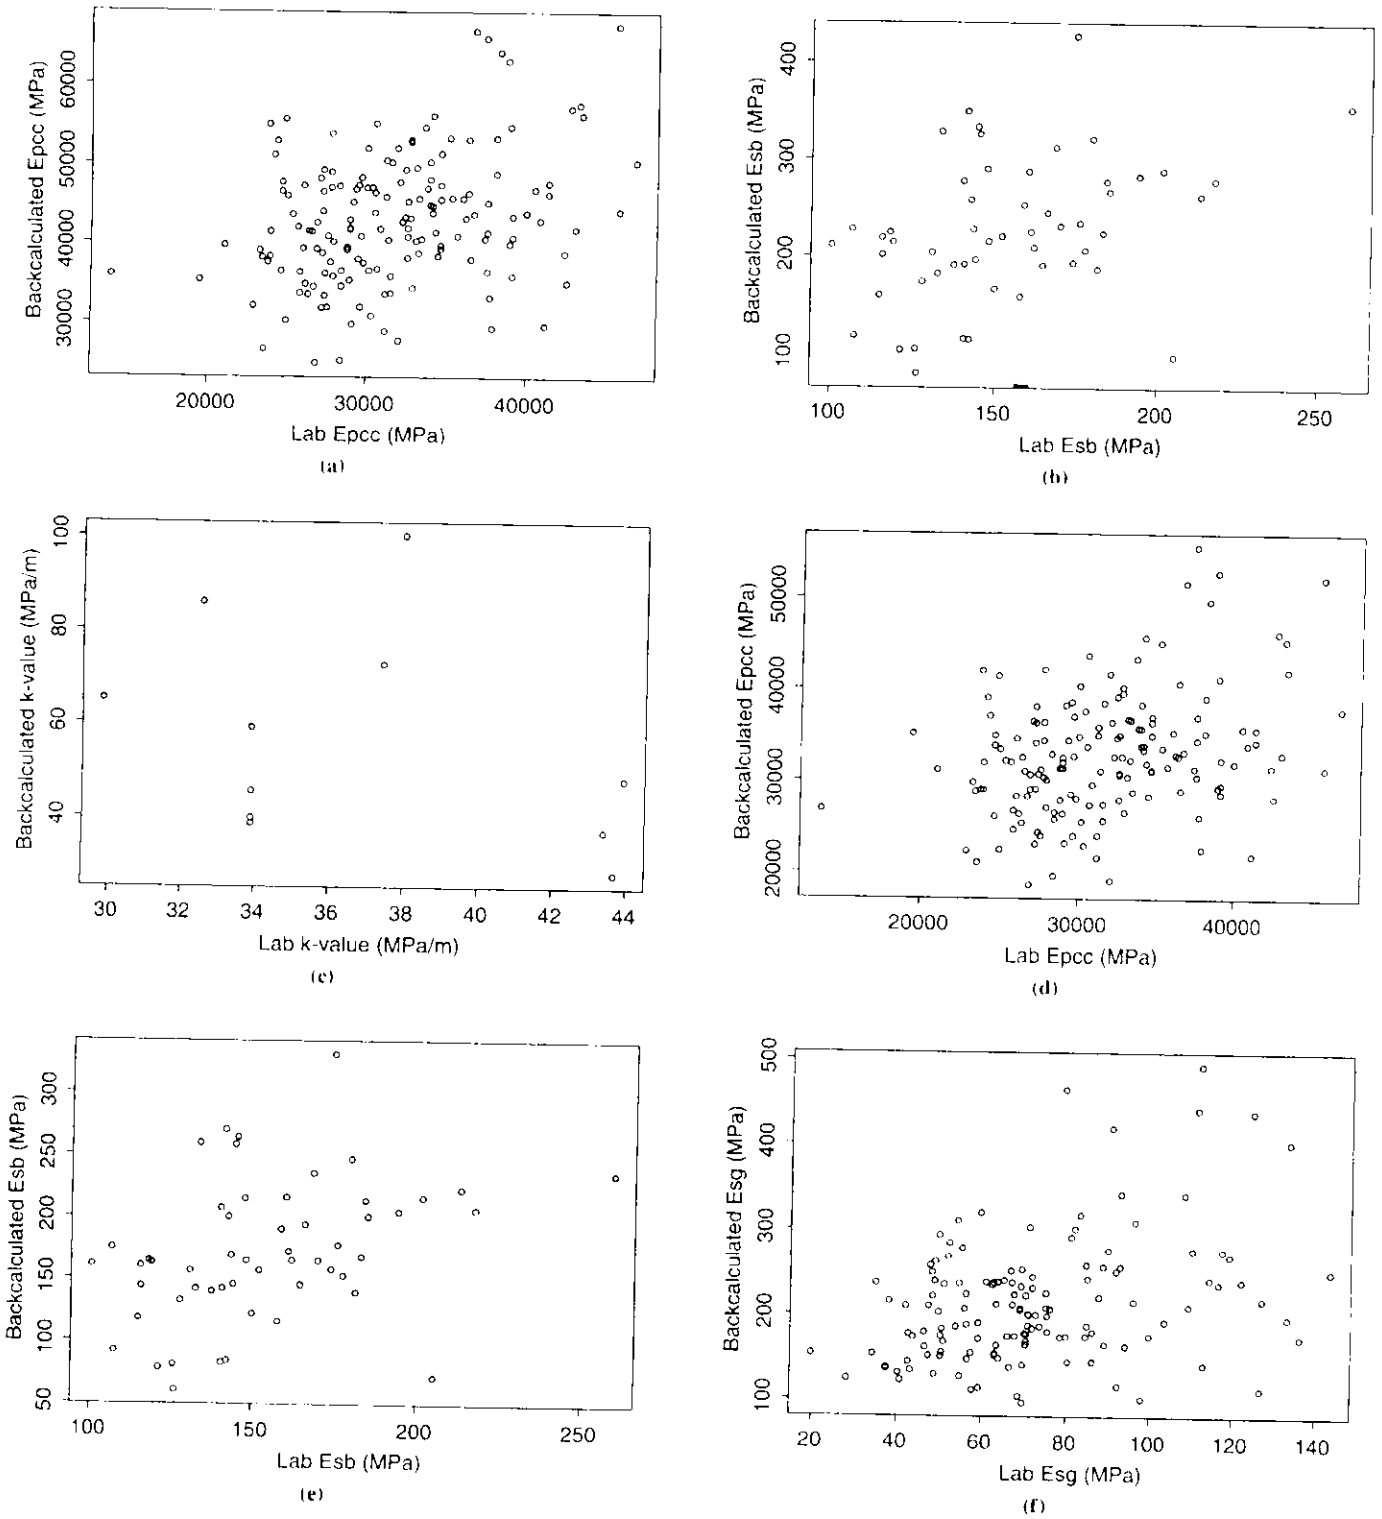 Backcalculated Epcc (MPa)
60000
50000
40000
30000
20000 30000 40000
Lab Epcc (MPa)
(a)
Backcalculated Esb (MPa)
400
300
200
100
100 150 200 250
Lab Esb (MPa)
(b)
Backcalculated k-value (MPa/m)
100
80
60
40
30 32 34 36 38 40 42 44
Lab k-value (MPa/m)
(c)
Backcalculated Epcc (MPa)
50000
40000
30000
20000
20000 30000 40000
Lab Epcc (MPa)
(d)
Backcalculated Esb (MPa)
300
250
200
150
100
50
100 150 200 250
Lab Esb (MPa)
(e)
Backcalculated Esg (MPa)
500
400
300
200
100
20 40 60 80 100 120 140
Lab Esg (MPa)
(f)